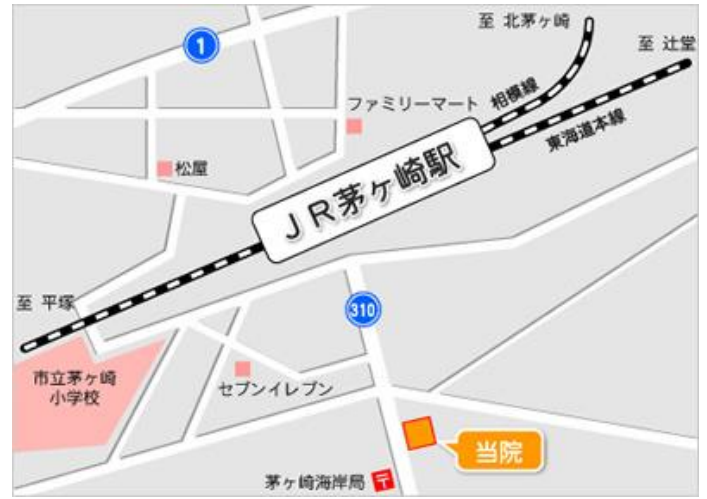 至 北茅ヶ崎
至 辻堂
1
ファミリーマート
相模線
東海道本線
松屋
JR茅ヶ崎駅
至 平塚
310
市立茅ヶ崎
小学校
セブンイレブン
当院
茅ヶ崎海岸局
〒